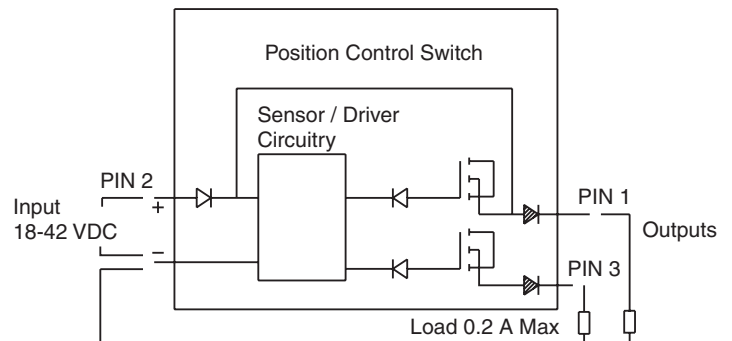 Position Control Switch
Sensor / Driver
Circuitry
PIN 2
+
Input
18-42 VDC
−
PIN 1
Outputs
PIN 3
Load 0.2 A Max